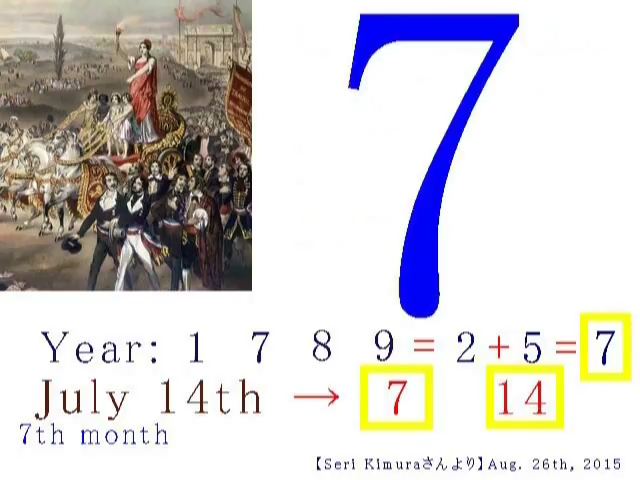 7
Year: 1 7 8 9 = 2 + 5 = 7
July 14th → 7 14
7th month
【Seri Kimuraさんより】Aug. 26th, 2015